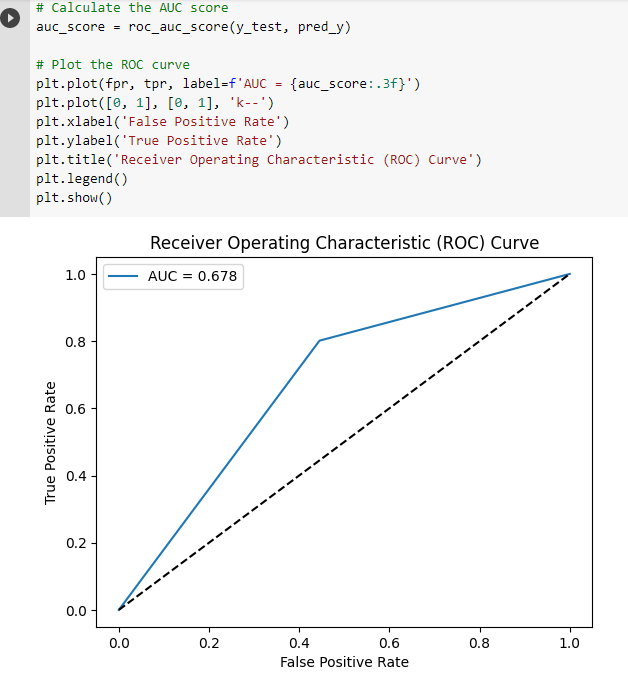 # Calculate the AUC score
auc_score = roc_auc_score(y_test, pred_y)
# Plot the ROC curve
plt.plot(fpr, tpr, label=f'AUC = {auc_score:.3f}')
plt.plot([0, 1], [0, 1], 'k--')
plt.xlabel('False Positive Rate')
plt.ylabel('True Positive Rate')
plt.title('Receiver Operating Characteristic (ROC) Curve')
plt.legend()
plt.show()
Receiver Operating Characteristic (ROC) Curve
AUC = 0.678
True Positive Rate
1.0
0.8
0.6
0.4
0.2
0.0
0.0 0.2 0.4 0.6 0.8 1.0
False Positive Rate